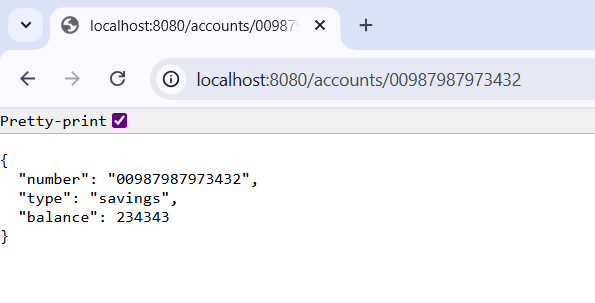 localhost:8080/accounts/00987
localhost:8080/accounts/00987987973432
Pretty-print
{
"number": "00987987973432",
"type": "savings",
"balance": 234343
}